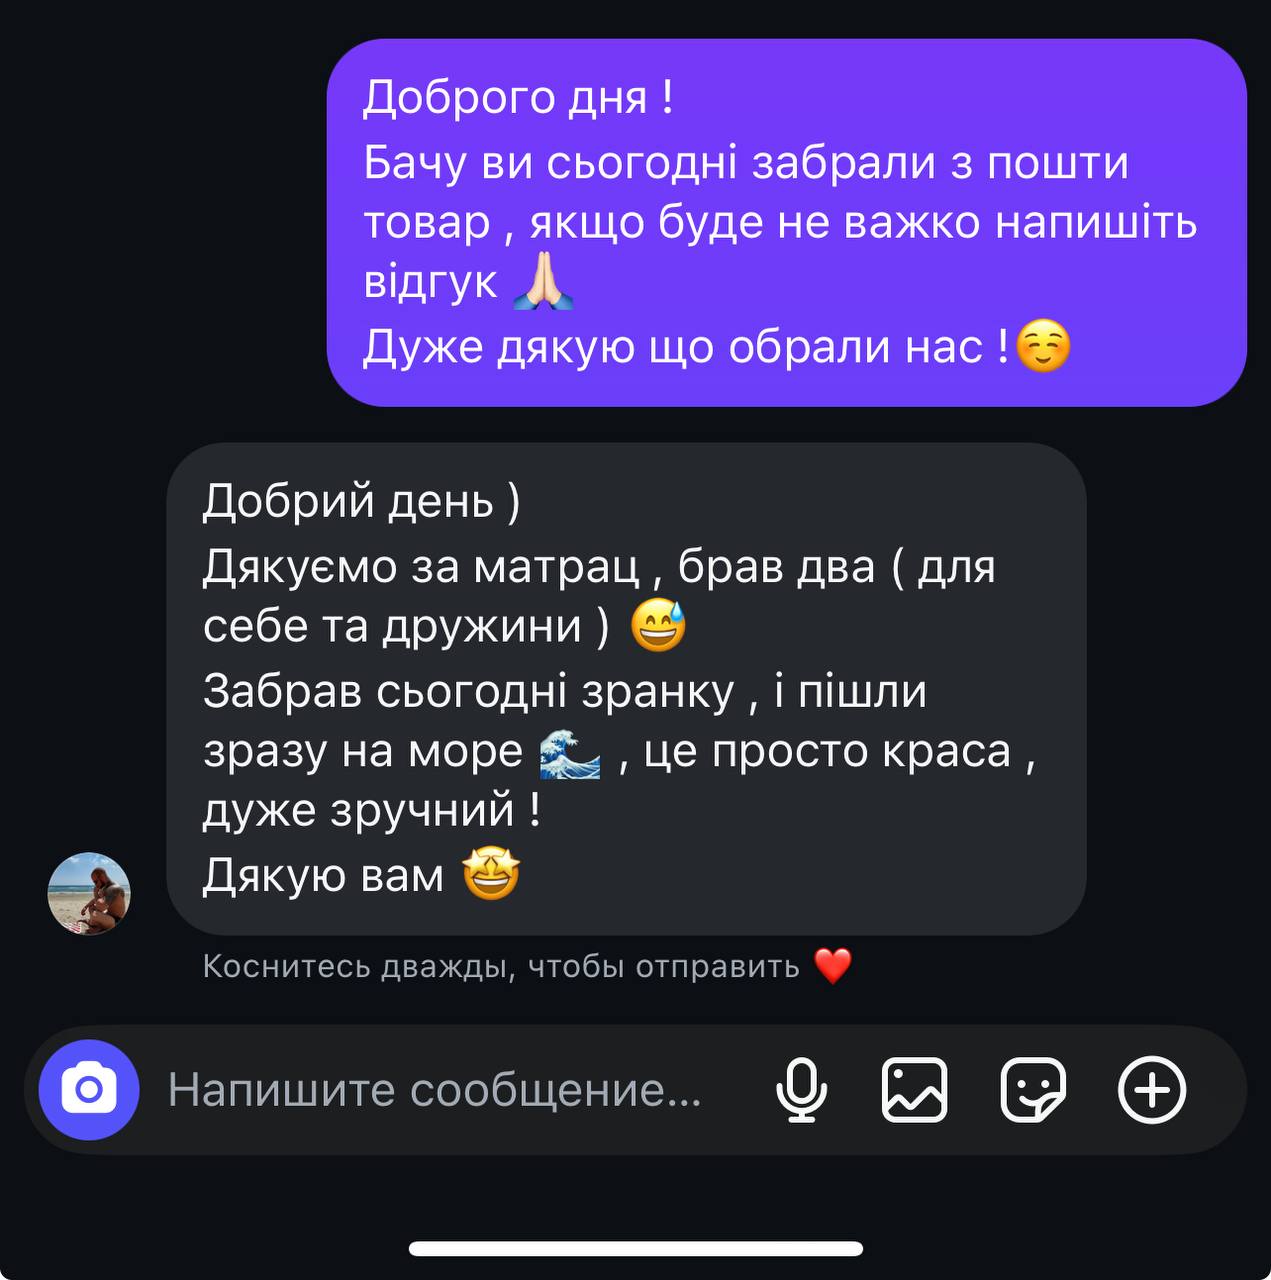 Доброго дня !
Бачу ви сьогодні забрали з пошти
товар , якщо буде не важко напишіть
відгук 🙏🏻
Дуже дякую що обрали нас !☺️
Добрий день )
Дякуємо за матрац , брав два ( для
себе та дружини ) 😅
Забрав сьогодні зранку , і пішли
зразу на море 🌊 , це просто краса ,
дуже зручний !
Дякую вам 🤩
Коснитесь дважды, чтобы отправить ❤️
Напишите сообщение...